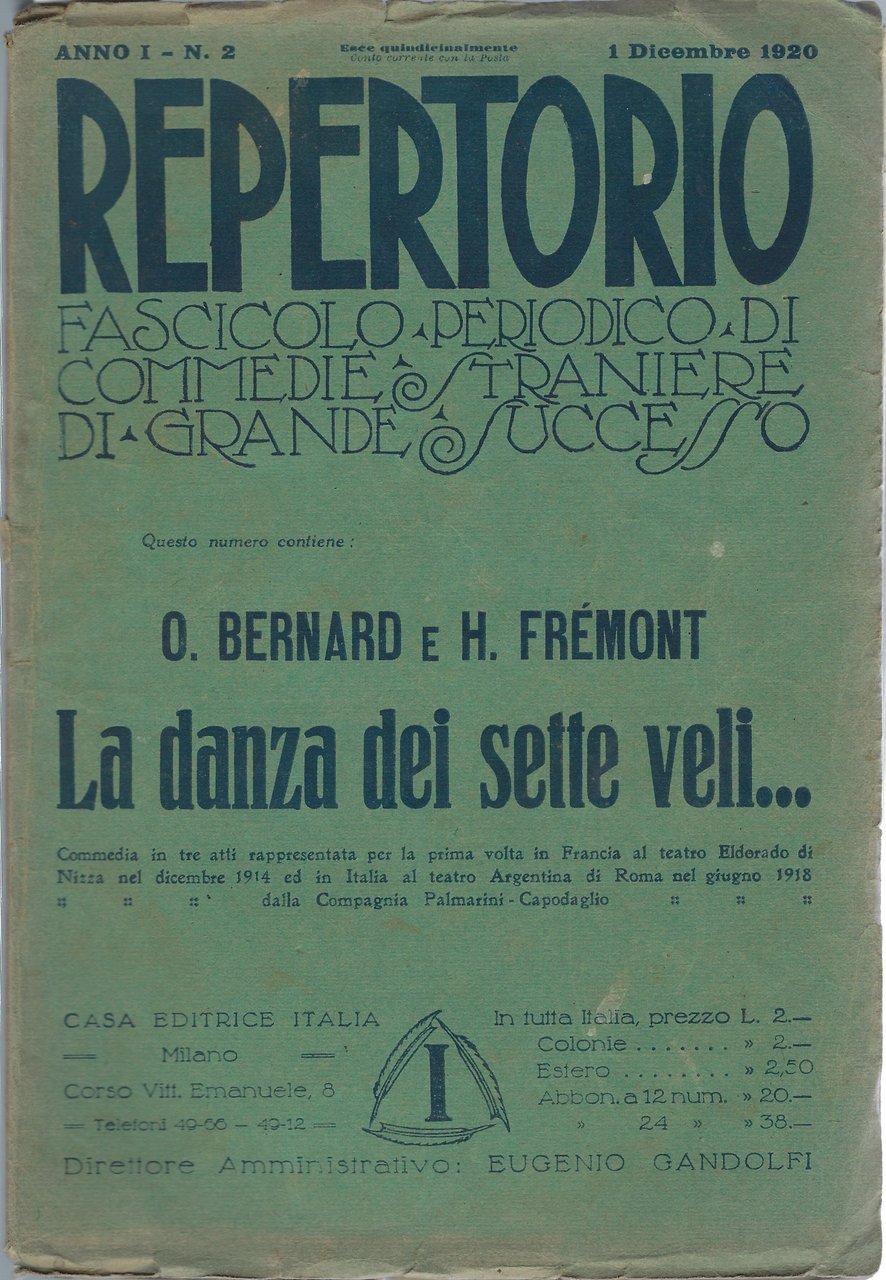 ANNO I - N. 2
Esce quindicinalmente
Conto corrente con la Posta
1 Dicembre 1920
REPERTORIO
FASCICOLO PERIODICO DI
COMMEDIE STRANIERE
DI GRANDE SUCCESSO
Questo numero contiene:
O. BERNARD E H. FRÉMONT
La danza dei sette veli...
Commedia in tre atti rappresentata per la prima volta in Francia al teatro Eldorado di
Nizza nel dicembre 1914 ed in Italia al teatro Argentina di Roma nel giugno 1918
dalla Compagnia Palmarini-Capodaglio
CASA EDITRICE ITALIA
Milano
Corso Vitt. Emanuele, 8
Telefoni 49-66 - 49-12
I
In tutta Italia, prezzo L. 2.—
Colonie ....... » 2.—
Estero ........ » 2,50
Abbon. a 12 num. » 20.—
» 24 » » 38.—
Direttore Amministrativo: EUGENIO GANDOLFI